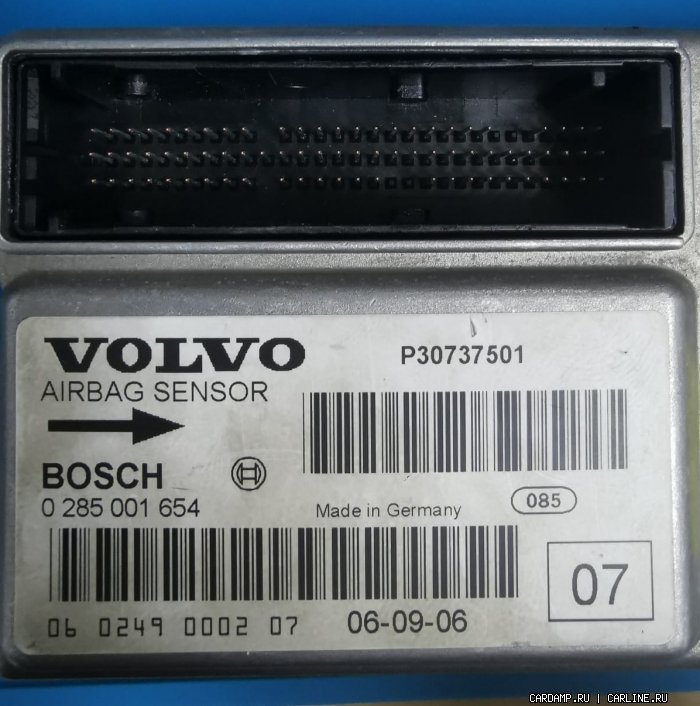 VOLVO
P30737501
AIRBAG SENSOR
BOSCH
0 285 001 654
Made in Germany
085
07
06 0249 0002 07
06-09-06
CARDAMP.RU | CARLINE.RU